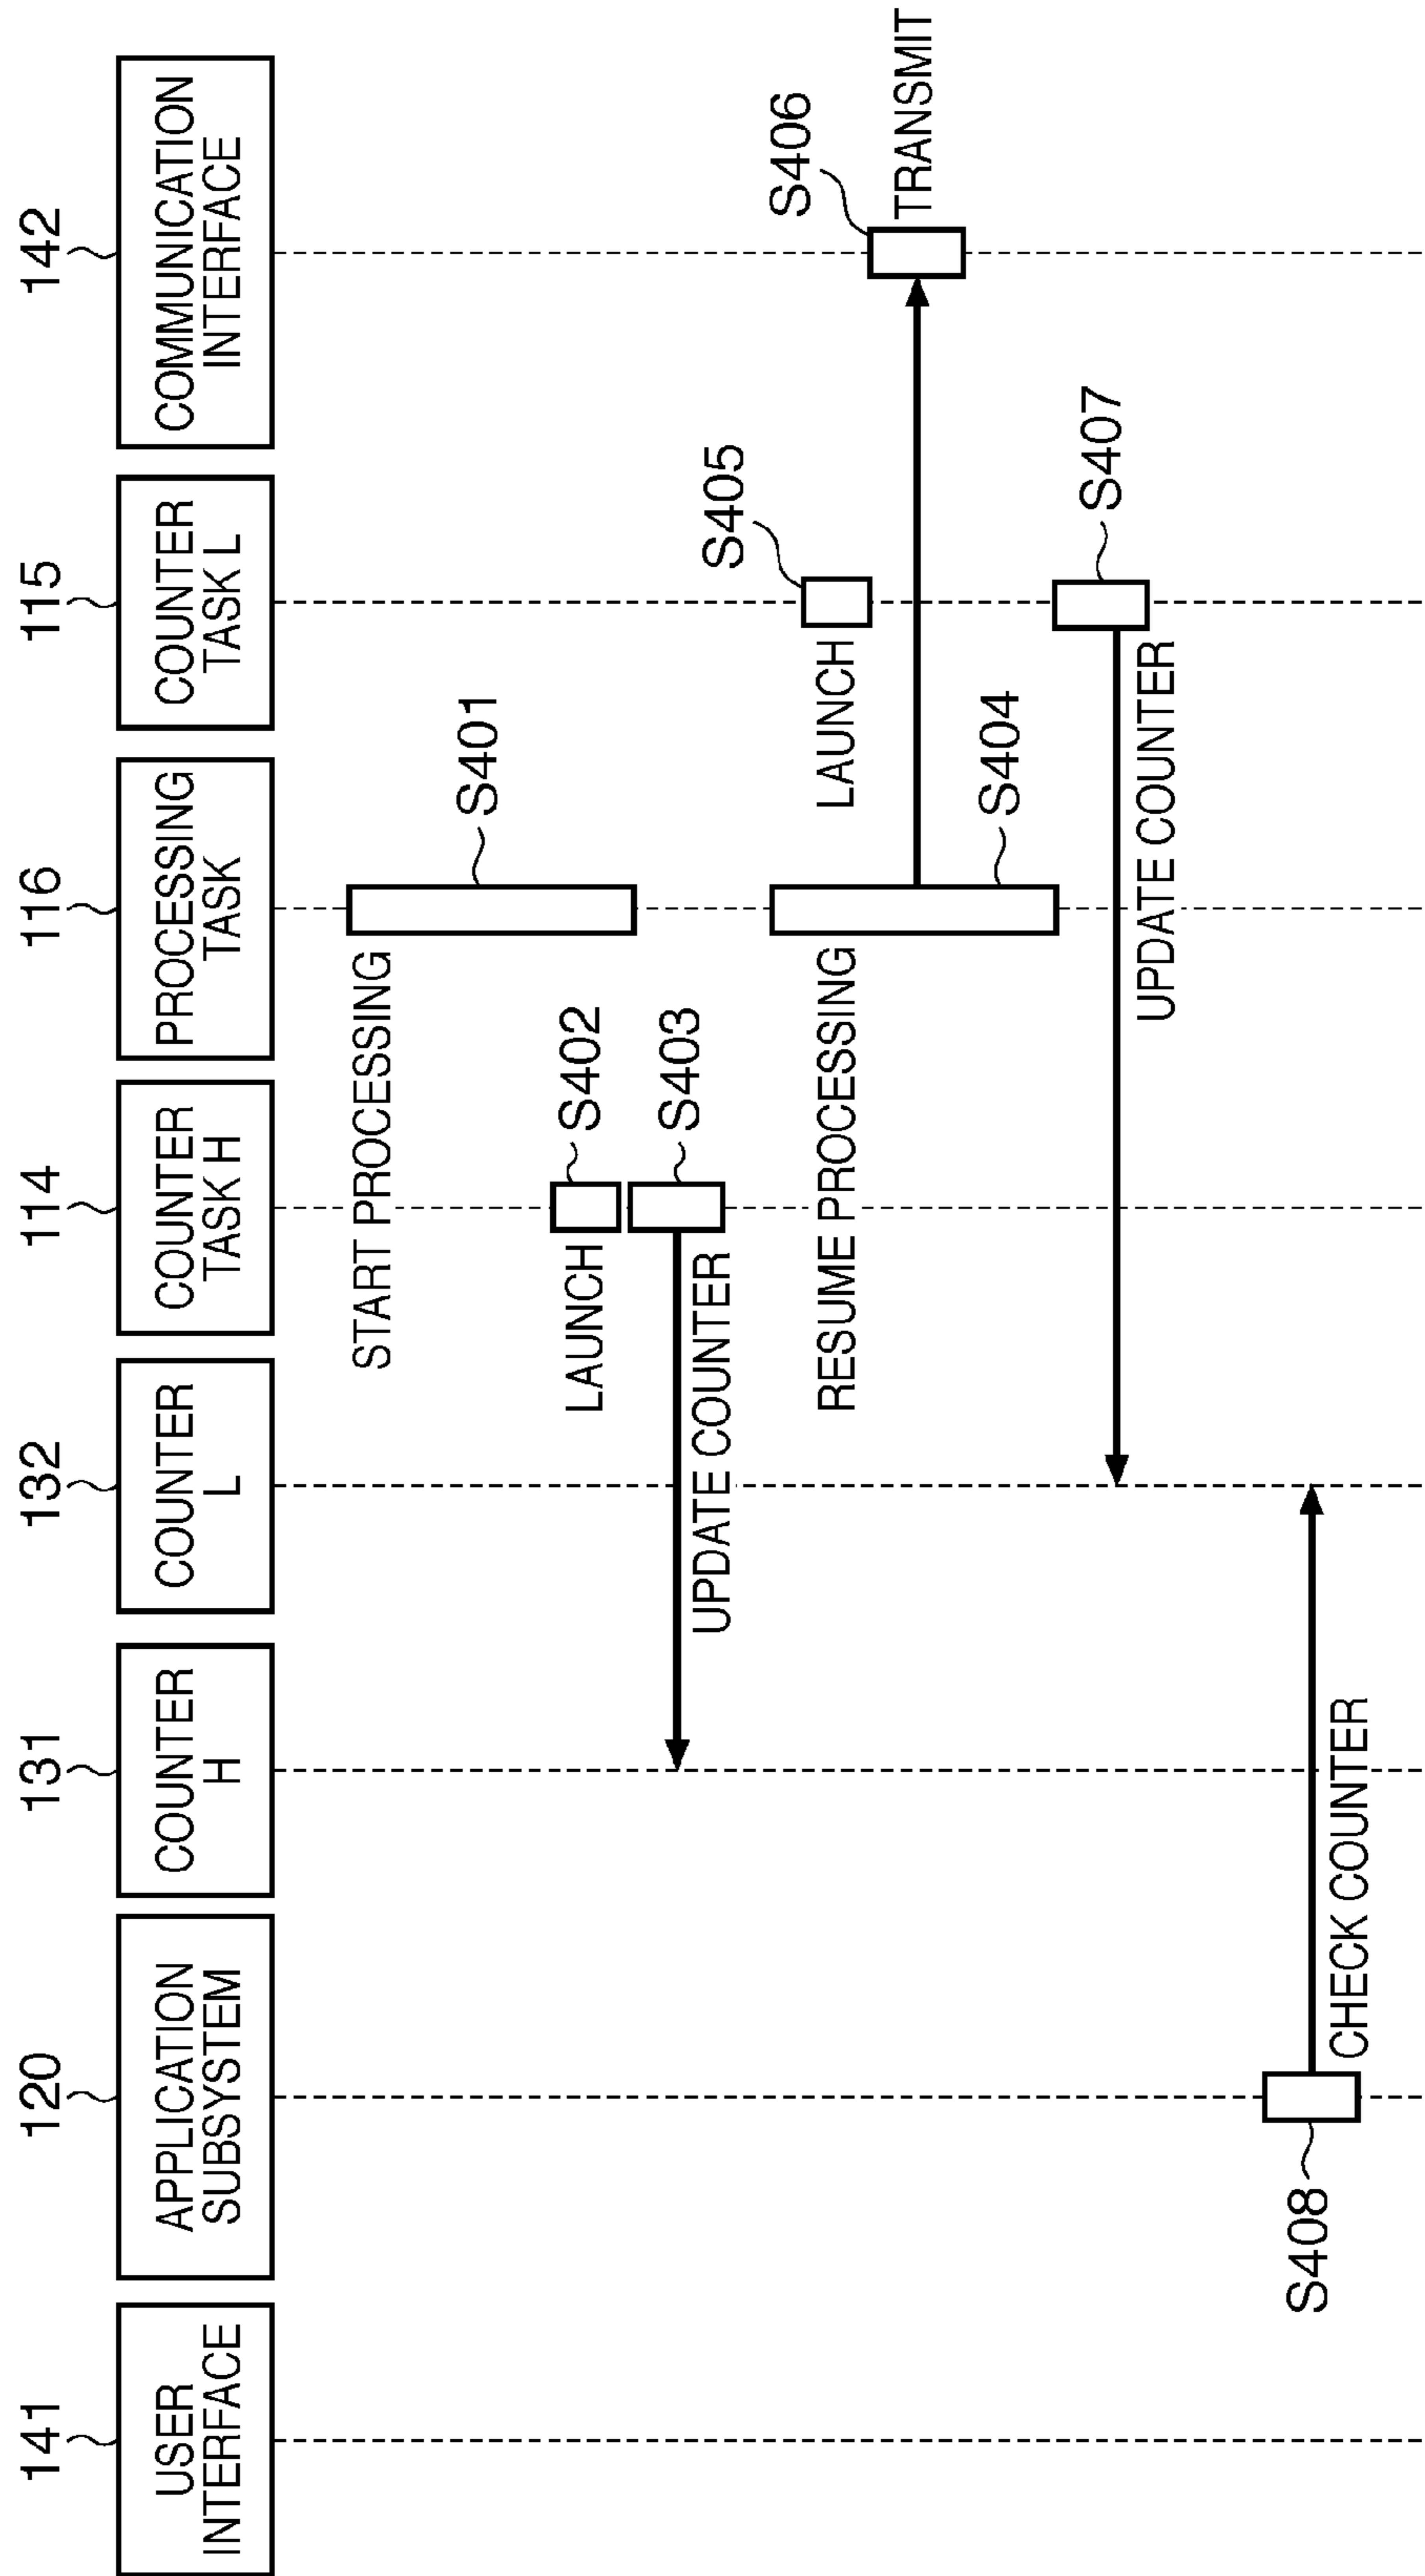 141
USER
INTERFACE
120
APPLICATION
SUBSYSTEM
131
COUNTER
H
132
COUNTER
L
114
COUNTER
TASK H
116
PROCESSING
TASK
115
COUNTER
TASK L
142
COMMUNICATION
INTERFACE
START PROCESSING
S401
LAUNCH
S402
S403
UPDATE COUNTER
RESUME PROCESSING
S404
LAUNCH
S405
S406
TRANSMIT
S407
UPDATE COUNTER
S408
CHECK COUNTER